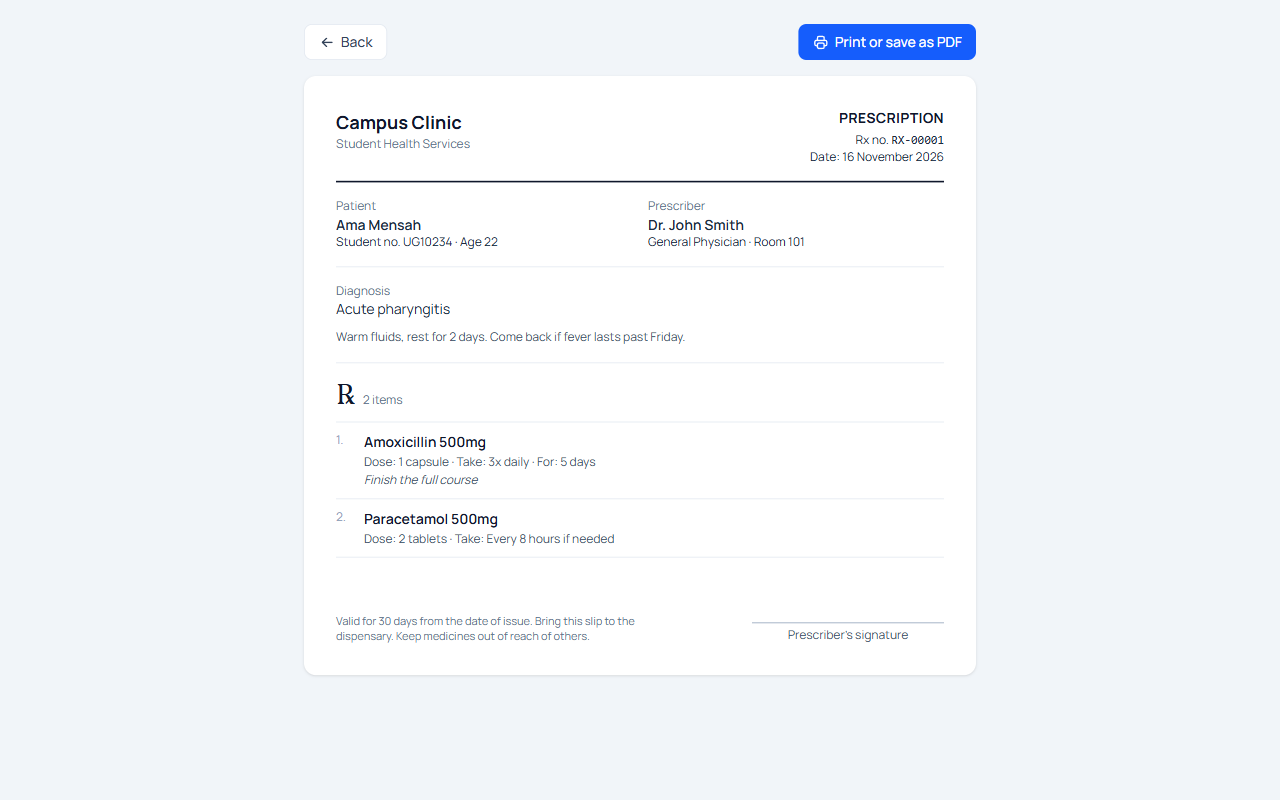 Back
Print or save as PDF
Campus Clinic
Student Health Services
PRESCRIPTION
Rx no. RX-00001
Date: 16 November 2026
Patient
Ama Mensah
Student no. UG10234 · Age 22
Prescriber
Dr. John Smith
General Physician · Room 101
Diagnosis
Acute pharyngitis
Warm fluids, rest for 2 days. Come back if fever lasts past Friday.
℞ 2 items
1. Amoxicillin 500mg
Dose: 1 capsule · Take: 3x daily · For: 5 days
Finish the full course
2. Paracetamol 500mg
Dose: 2 tablets · Take: Every 8 hours if needed
Valid for 30 days from the date of issue. Bring this slip to the
dispensary. Keep medicines out of reach of others.
Prescriber's signature